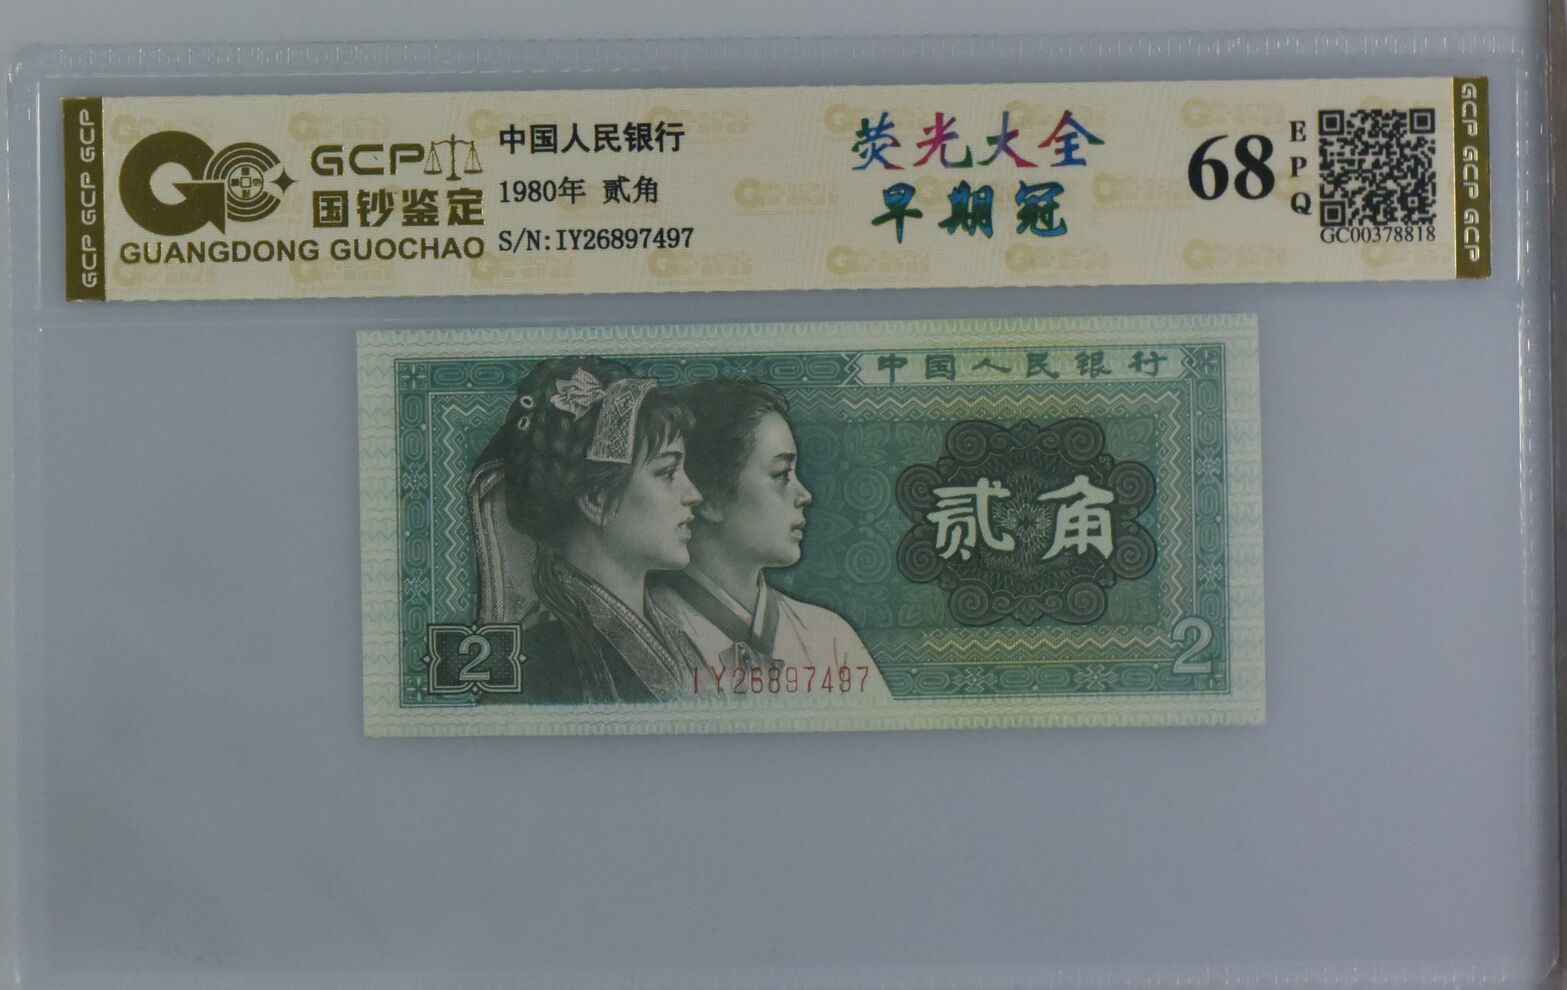 GCP GCP GCP
GCP
国钞鉴定
GUANGDONG GUOCHAO
中国人民银行
1980年 贰角
S/N:IY26897497
荧光大全
早期冠
68
EPQ
GC00378818
GCP GCP GCP
中国人民银行
贰角
2
2
IY26897497